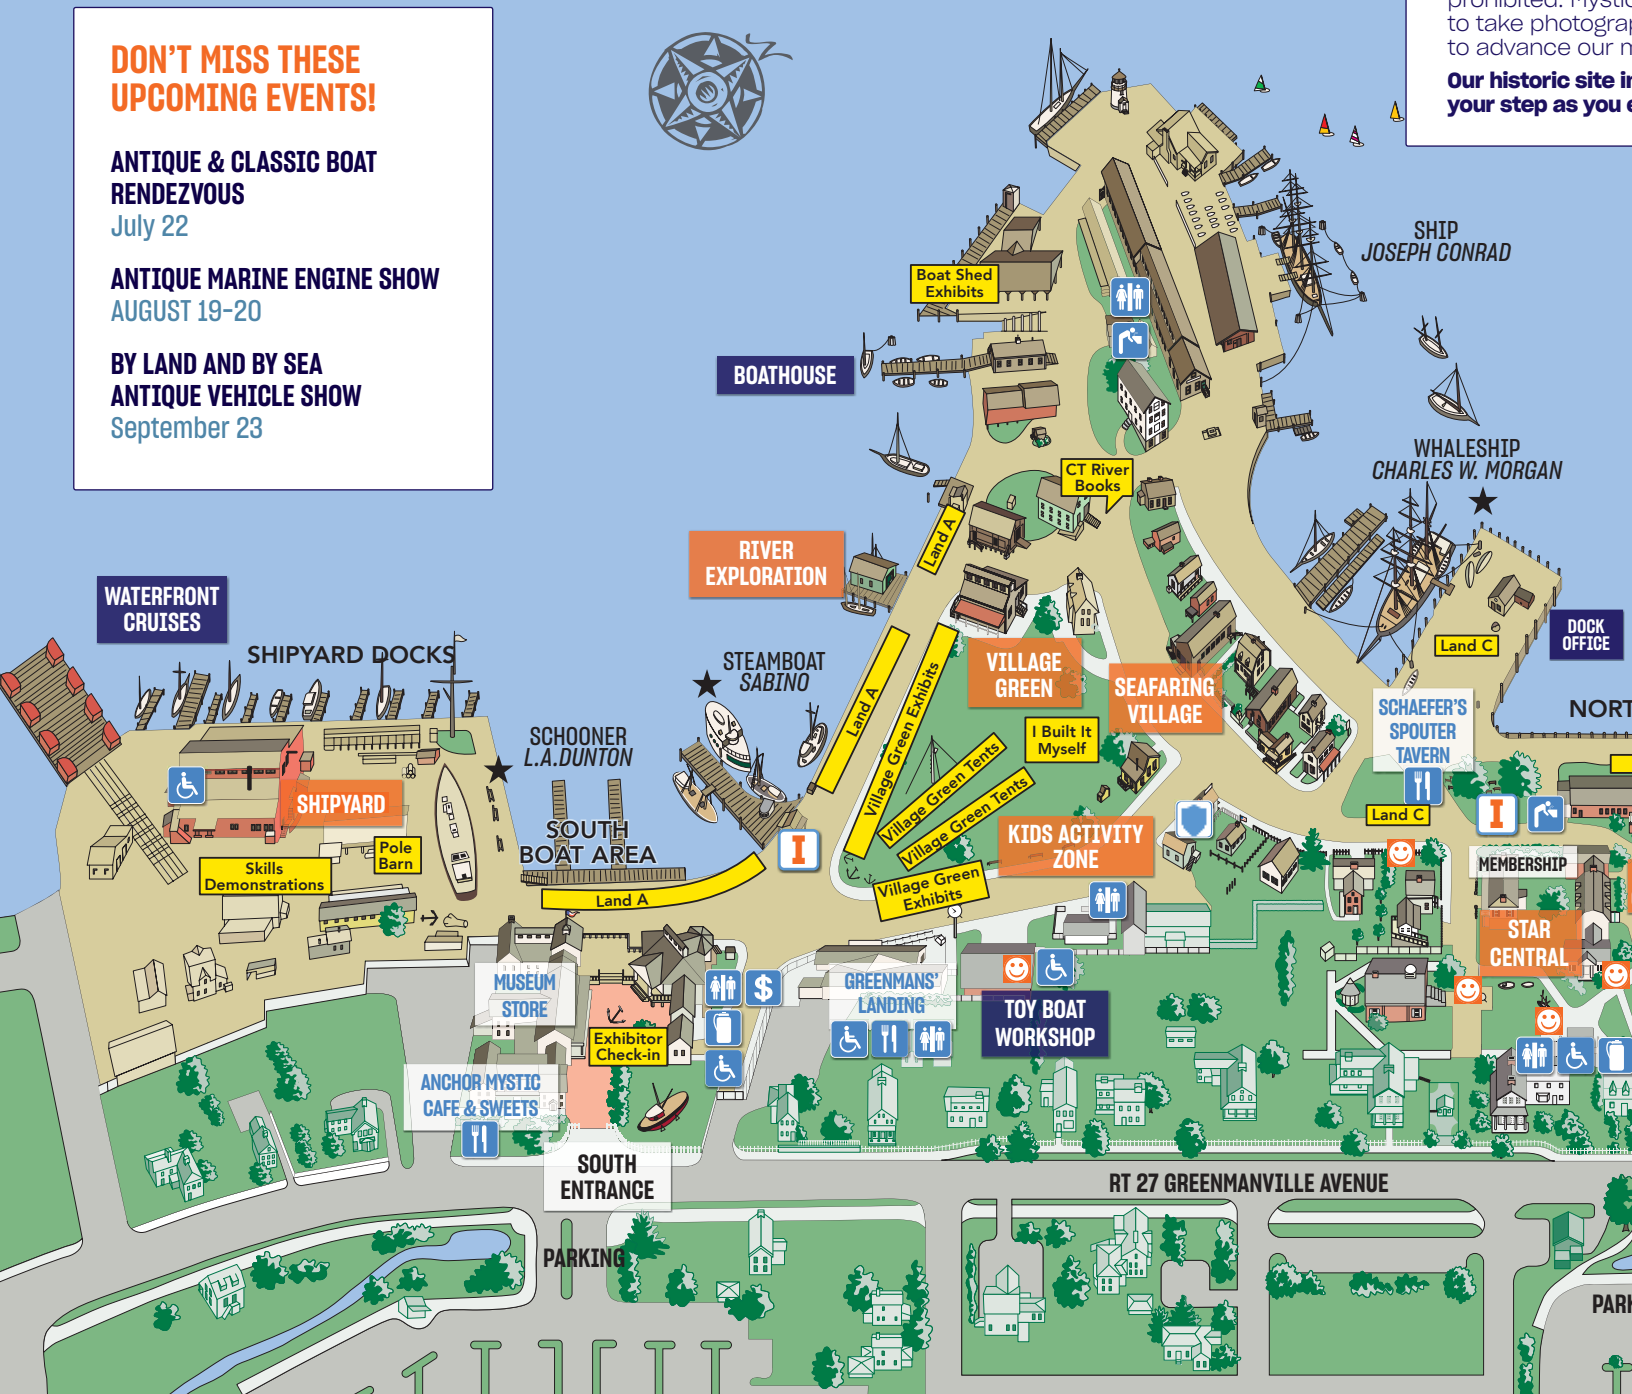 DON'T MISS THESE
UPCOMING EVENTS!
ANTIQUE & CLASSIC BOAT
RENDEZVOUS
July 22
ANTIQUE MARINE ENGINE SHOW
AUGUST 19-20
BY LAND AND BY SEA
ANTIQUE VEHICLE SHOW
September 23
Z
to take
to advance our
Our historic site
your step as you
SHIP
JOSEPH CONRAD
Boat Shed
Exhibits
BOATHOUSE
WHALESHIP
CHARLES W. MORGAN
CT River
Books
Land A
RIVER
EXPLORATION
WATERFRONT
CRUISES
SHIPYARD DOCKS
STEAMBOAT
SABINO
VILLAGE
GREEN
SEAFARING
VILLAGE
Land C
DOCK
OFFICE
SCHAEFER'S
SPOUTER
TAVERN
Land A
Village Green Exhibits
I Built It
Myself
Village Green Tents
Village Green Tents
SCHOONER
L.A.DUNTON
SHIPYARD
Land C
I
SOUTH
BOAT AREA
I
KIDS ACTIVITY
ZONE
Pole
Barn
Skills
Demonstrations
Land A
Village Green
Exhibits
MEMBERSHIP
STAR
CENTRAL
MUSEUM
STORE
$
GREENMANS'
LANDING
TOY BOAT
WORKSHOP
Exhibitor
Check-in
ANCHOR MYSTIC
CAFE & SWEETS
SOUTH
ENTRANCE
RT 27 GREENMANVILLE AVENUE
PARKING